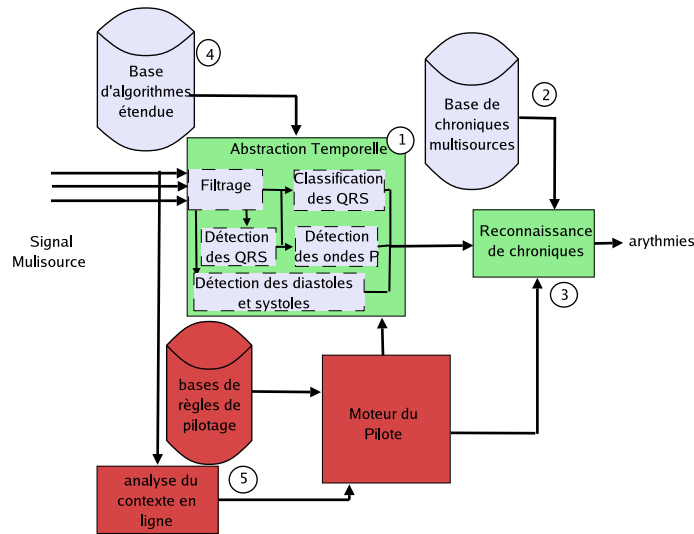 Base
d'algorithmes
étendue
4
Base de
chroniques
multisources
2
1
Abstraction Temporelle
Filtrage
Classification
des QRS
Détection
des QRS
Détection
des ondes P
Détection des diastoles
et systoles
Signal
Mulisource
Reconnaissance
de chroniques
arythmies
3
bases de
règles de
pilotage
Moteur du
Pilote
5
analyse du
contexte en
ligne